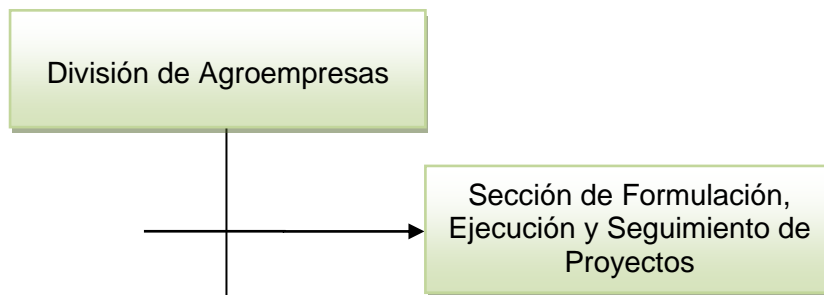 División de Agroempresas
Sección de Formulación,
Ejecución y Seguimiento de
Proyectos